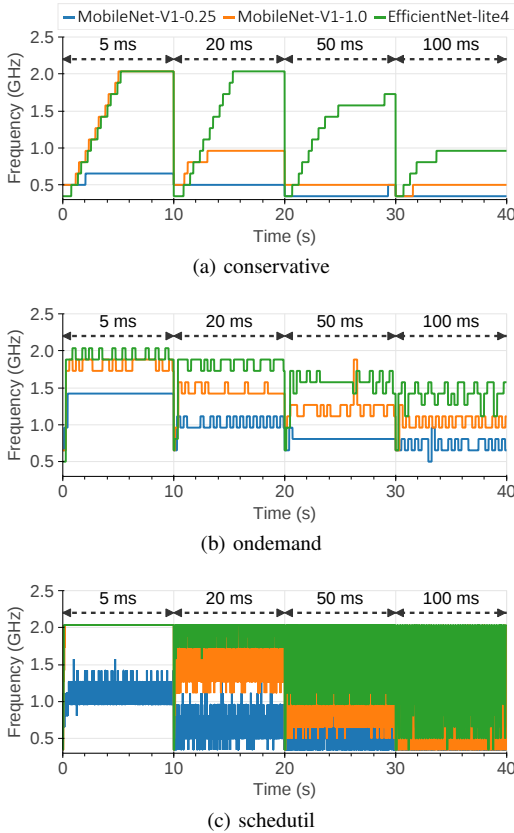 MobileNet-V1-0.25 MobileNet-V1-1.0 EfficientNet-lite4
5 ms 20 ms 50 ms 100 ms
Frequency (GHz)
2.5
2.0
1.5
1.0
0.5
0 10 20 30 40
Time (s)
(a) conservative
5 ms 20 ms 50 ms 100 ms
Frequency (GHz)
2.5
2.0
1.5
1.0
0.5
0 10 20 30 40
Time (s)
(b) ondemand
5 ms 20 ms 50 ms 100 ms
Frequency (GHz)
2.5
2.0
1.5
1.0
0.5
0 10 20 30 40
Time (s)
(c) schedutil